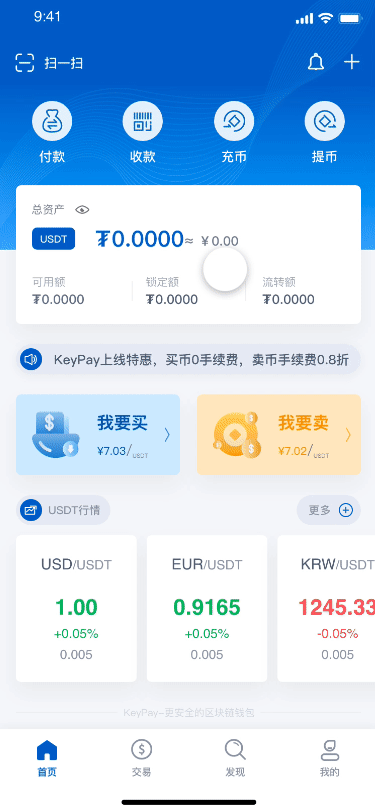 9:41
扫一扫
付款 收款 充币 提币
总资产
USDT ₮0.0000≈ ¥0.00
可用额 锁定额 流转额
₮0.0000 ₮0.0000 ₮0.0000
KeyPay上线特惠，买币0手续费，卖币手续费0.8折
我要买 我要卖
¥7.03/USDT ¥7.02/USDT
USDT行情 更多
USD/USDT EUR/USDT KRW/USDT
1.00 0.9165 1245.33
+0.05% +0.05% -0.05%
0.005 0.005 0.005
KeyPay-更安全的区块链钱包
首页 交易 发现 我的